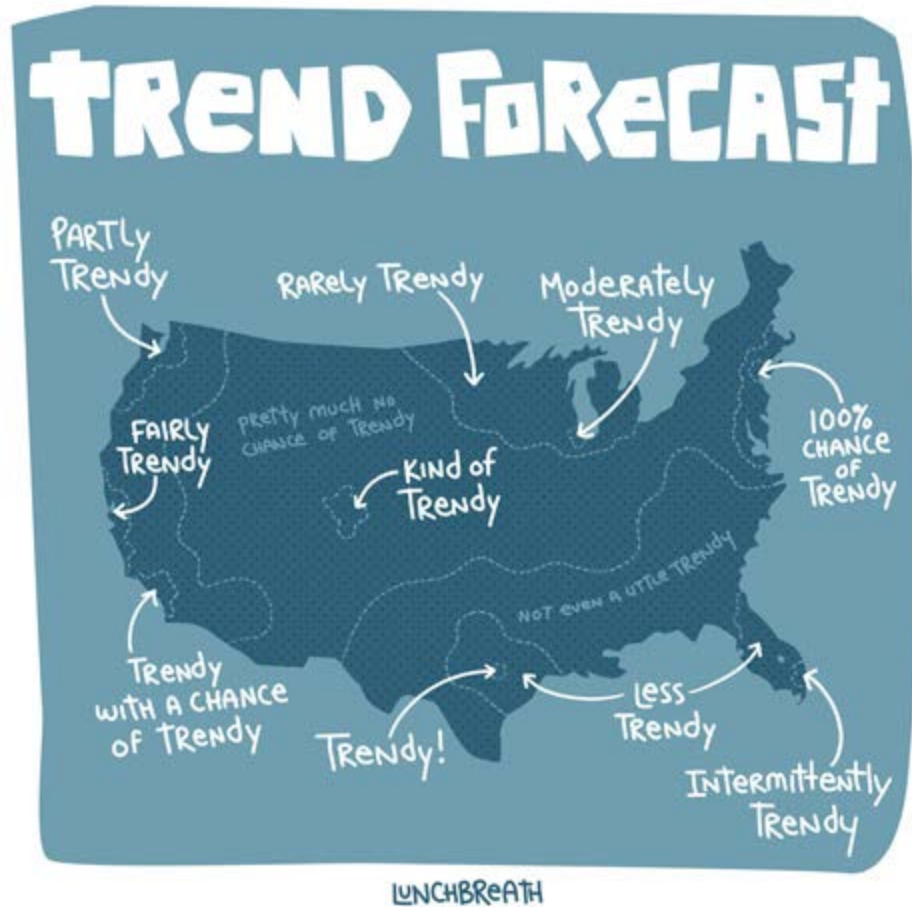 TREND FORECAST
PARTLY
TRENDY
RARELY TRENDY
MODERATELY
TRENDY
PRETTY MUCH NO
CHANCE OF TRENDY
FAIRLY
TRENDY
KIND OF
TRENDY
100%
CHANCE
OF
TRENDY
NOT EVEN A LITTLE TRENDY
TRENDY
WITH A CHANCE
OF TRENDY
TRENDY!
LESS
TRENDY
INTERMITTENTLY
TRENDY
LUNCHBREATH